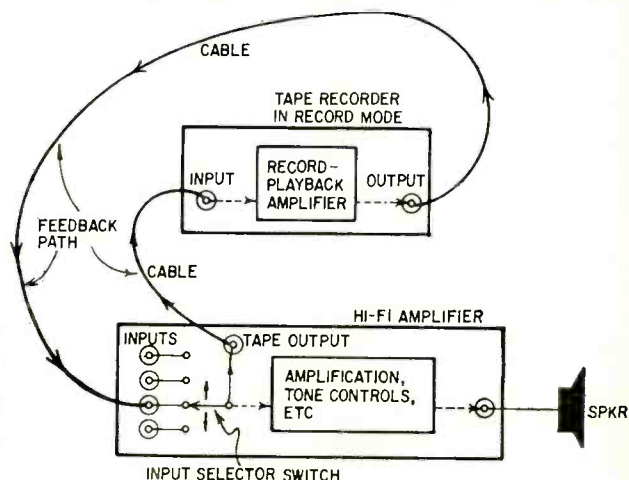 CABLE
TAPE RECORDER
IN RECORD MODE
INPUT
RECORD-
PLAYBACK
AMPLIFIER
OUTPUT
FEEDBACK
PATH
CABLE
HI-FI AMPLIFIER
INPUTS
TAPE OUTPUT
AMPLIFICATION,
TONE CONTROLS,
ETC
SPKR
INPUT SELECTOR SWITCH